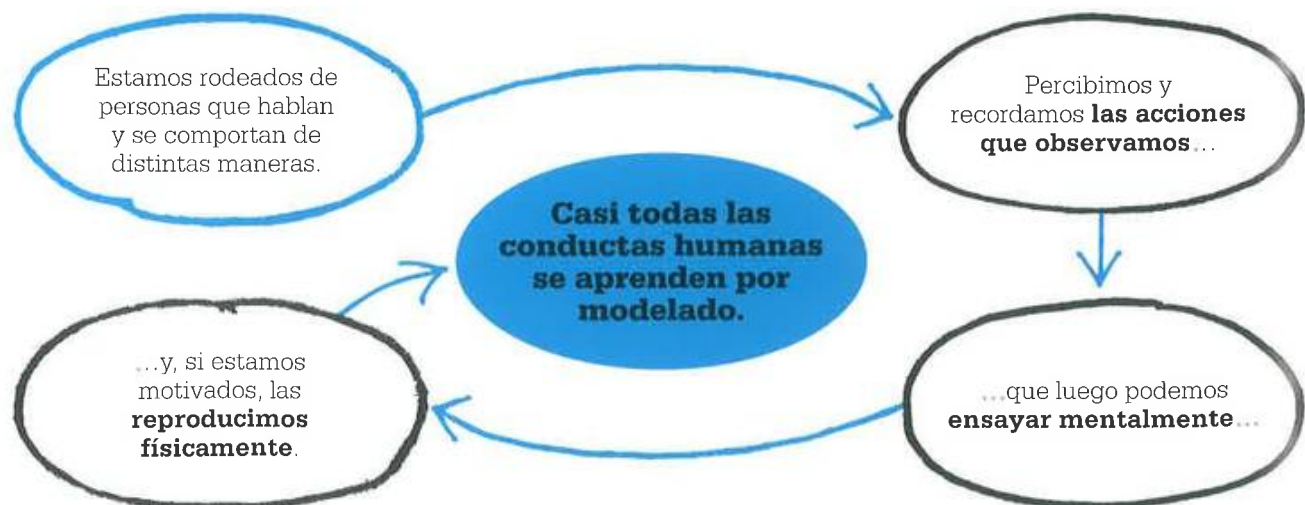 Estamos rodeados de
personas que hablan
y se comportan de
distintas maneras.
Percibimos y
recordamos las acciones
que observamos...
...que luego podemos
ensayar mentalmente...
...y, si estamos
motivados, las
reproducimos
físicamente.
Casi todas las
conductas humanas
se aprenden por
modelado.